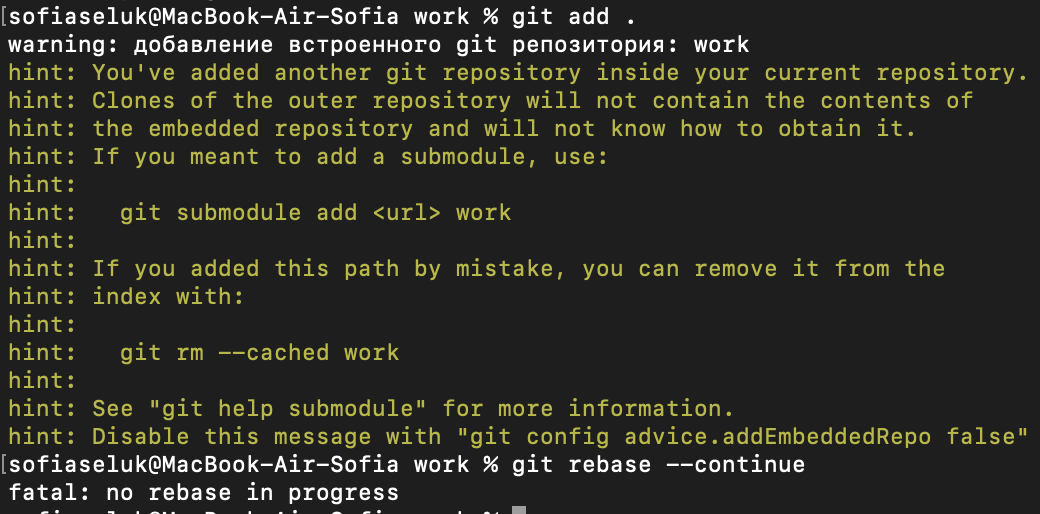 [sofiaseluk@MacBook-Air-Sofia work % git add .
warning: добавление встроенного git репозитория: work
hint: You've added another git repository inside your current repository.
hint: Clones of the outer repository will not contain the contents of
hint: the embedded repository and will not know how to obtain it.
hint: If you meant to add a submodule, use:
hint:
hint:   git submodule add <url> work
hint:
hint: If you added this path by mistake, you can remove it from the
hint: index with:
hint:
hint:   git rm --cached work
hint:
hint: See "git help submodule" for more information.
hint: Disable this message with "git config advice.addEmbeddedRepo false"
[sofiaseluk@MacBook-Air-Sofia work % git rebase --continue
fatal: no rebase in progress
sofiaseluk@MacBook-Air-Sofia work %